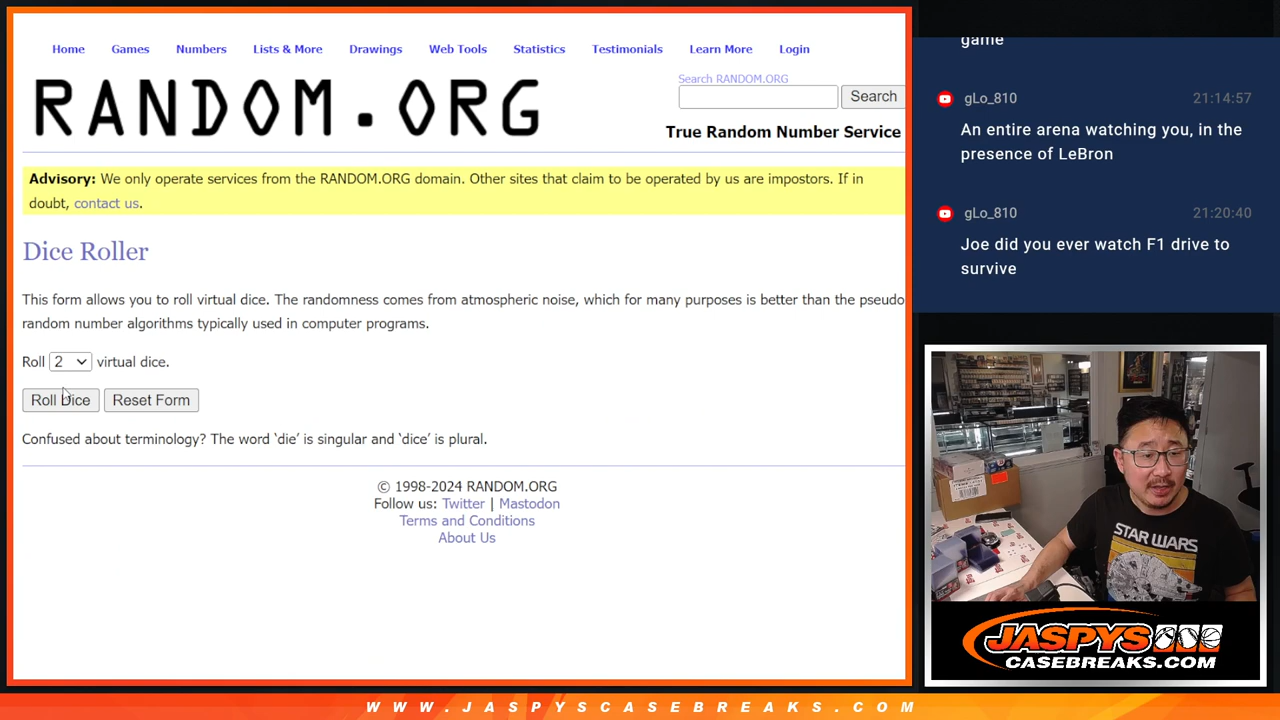 Home Games Numbers Lists & More Drawings Web Tools Statistics Testimonials Learn More Login
RANDOM.ORG
Search RANDOM.ORG
Search
True Random Number Service
Advisory: We only operate services from the RANDOM.ORG domain. Other sites that claim to be operated by us are impostors. If in
doubt, contact us.
Dice Roller
This form allows you to roll virtual dice. The randomness comes from atmospheric noise, which for many purposes is better than the pseudo
random number algorithms typically used in computer programs.
Roll 2 virtual dice.
Roll Dice Reset Form
Confused about terminology? The word ‘die’ is singular and ‘dice’ is plural.
© 1998-2024 RANDOM.ORG
Follow us: Twitter | Mastodon
Terms and Conditions
About Us
game
gLo_810 21:14:57
An entire arena watching you, in the
presence of LeBron
gLo_810 21:20:40
Joe did you ever watch F1 drive to
survive
STAR WARS
JASPYS
CASEBREAKS.COM
WWW.JASPYSCASEBREAKS.COM